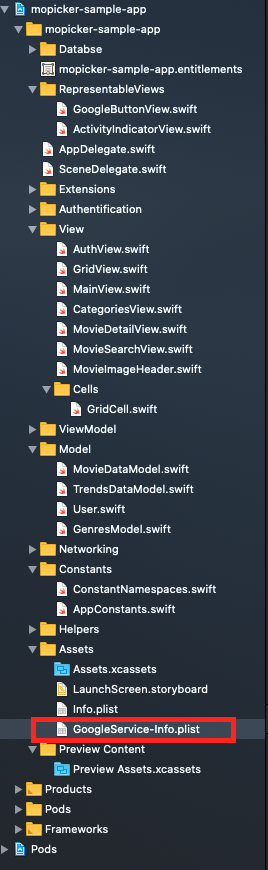 mopicker-sample-app
mopicker-sample-app
Databse
mopicker-sample-app.entitlements
RepresentableViews
GoogleButtonView.swift
ActivityIndicatorView.swift
AppDelegate.swift
SceneDelegate.swift
Extensions
Authentification
View
AuthView.swift
GridView.swift
MainView.swift
CategoriesView.swift
MovieDetailView.swift
MovieSearchView.swift
MovieImageHeader.swift
Cells
GridCell.swift
ViewModel
Model
MovieDataModel.swift
TrendsDataModel.swift
User.swift
GenresModel.swift
Networking
Constants
ConstantNamespaces.swift
AppConstants.swift
Helpers
Assets
Assets.xcassets
LaunchScreen.storyboard
Info.plist
GoogleService-Info.plist
Preview Content
Preview Assets.xcassets
Products
Pods
Frameworks
Pods